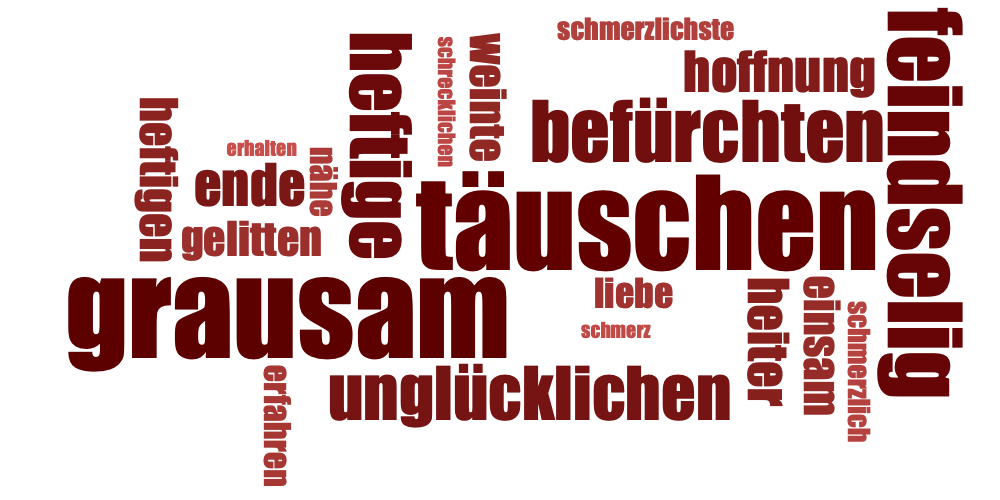 schmerzlichste
feindselig
heftige
weinte
schrecklichen
hoffnung
heftigen
befürchten
erhalten
nähe
ende
täuschen
gelitten
grausam
liebe
heiter
einsam
schmerzlich
schmerz
erfahren
unglücklichen